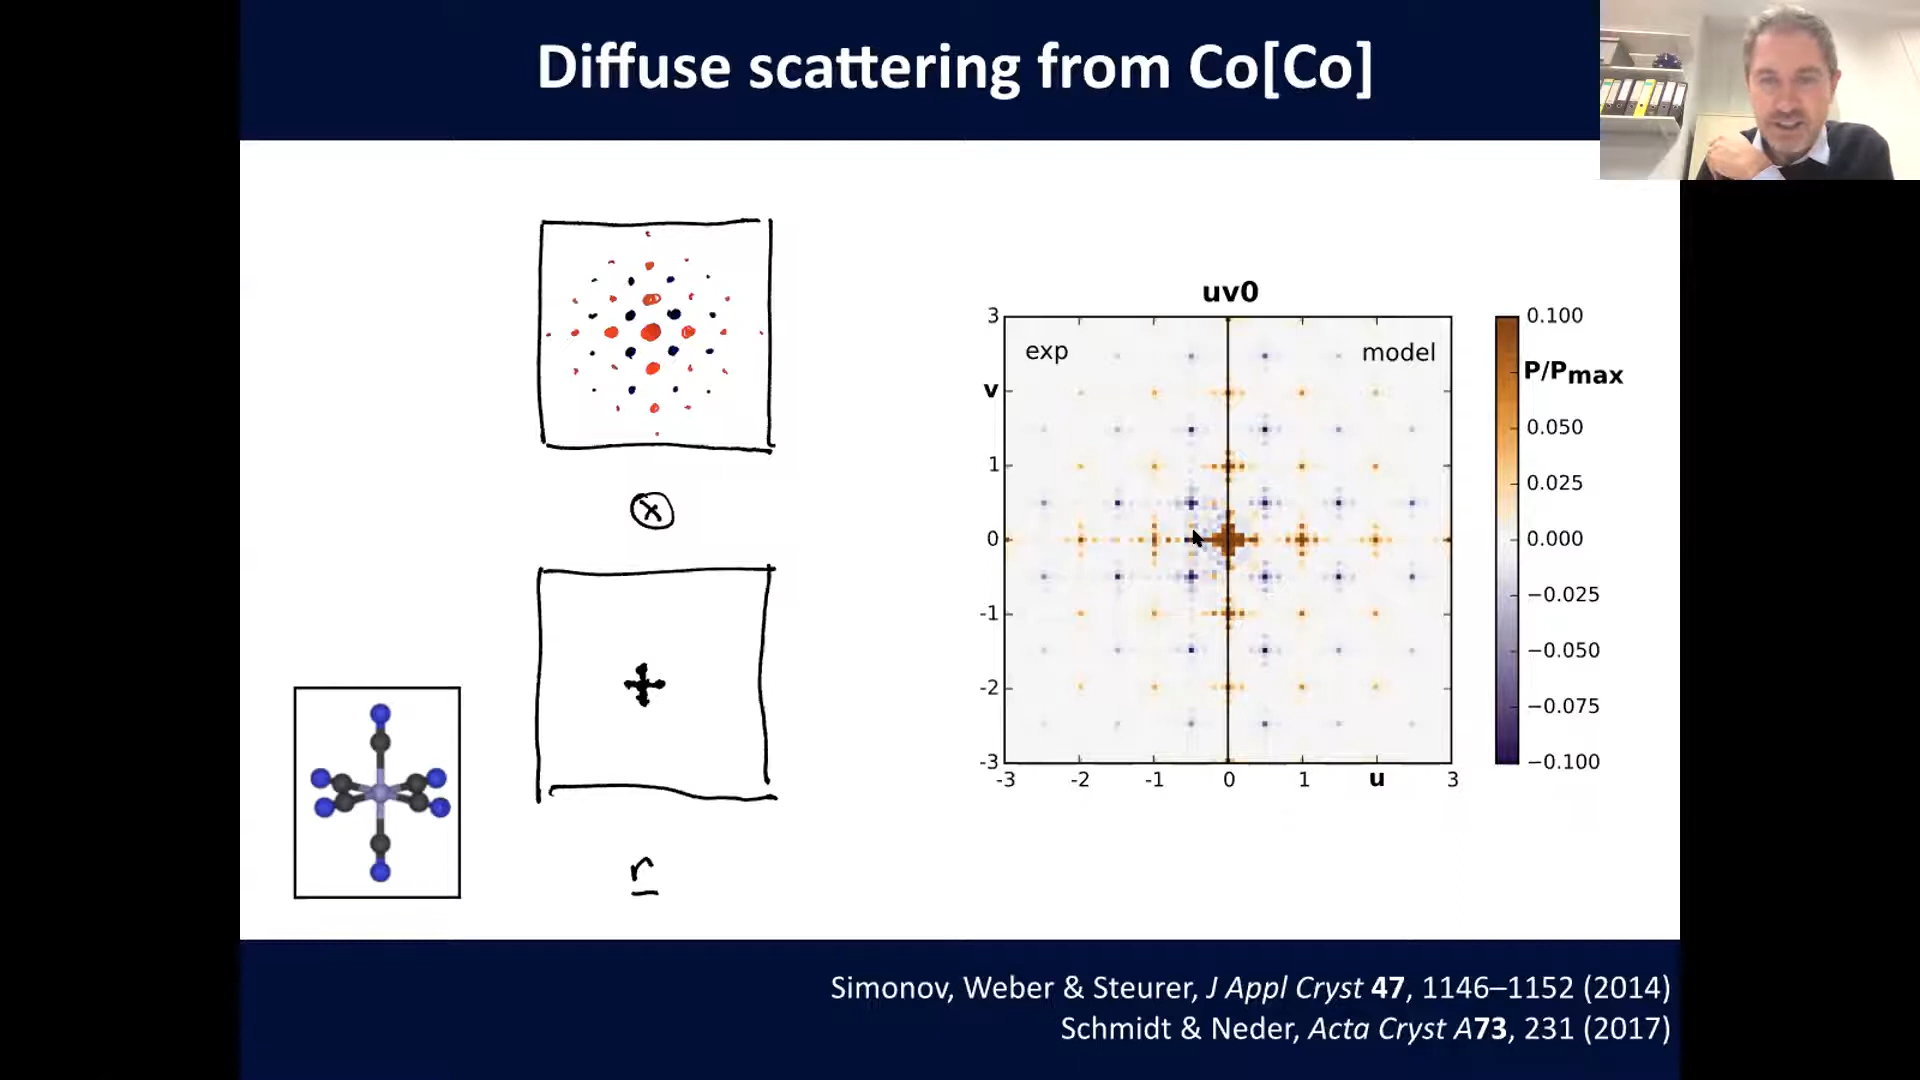 Diffuse scattering from Co[Co]
x
r
uv0
exp
model
v
3
1
0
-1
-2
-3
-3
-2
-1
0
1
u
3
0.100
P/Pmax
0.050
0.025
0.000
−0.025
−0.050
−0.075
−0.100
Simonov, Weber & Steurer, J Appl Cryst 47, 1146–1152 (2014)
Schmidt & Neder, Acta Cryst A73, 231 (2017)